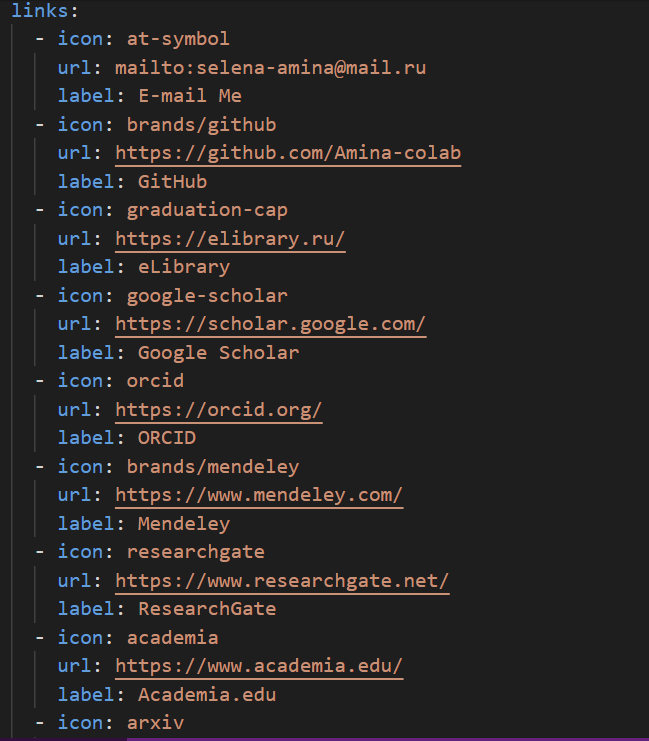 links:
  - icon: at-symbol
    url: mailto:selena-amina@mail.ru
    label: E-mail Me
  - icon: brands/github
    url: https://github.com/Amina-colab
    label: GitHub
  - icon: graduation-cap
    url: https://elibrary.ru/
    label: eLibrary
  - icon: google-scholar
    url: https://scholar.google.com/
    label: Google Scholar
  - icon: orcid
    url: https://orcid.org/
    label: ORCID
  - icon: brands/mendeley
    url: https://www.mendeley.com/
    label: Mendeley
  - icon: researchgate
    url: https://www.researchgate.net/
    label: ResearchGate
  - icon: academia
    url: https://www.academia.edu/
    label: Academia.edu
  - icon: arxiv